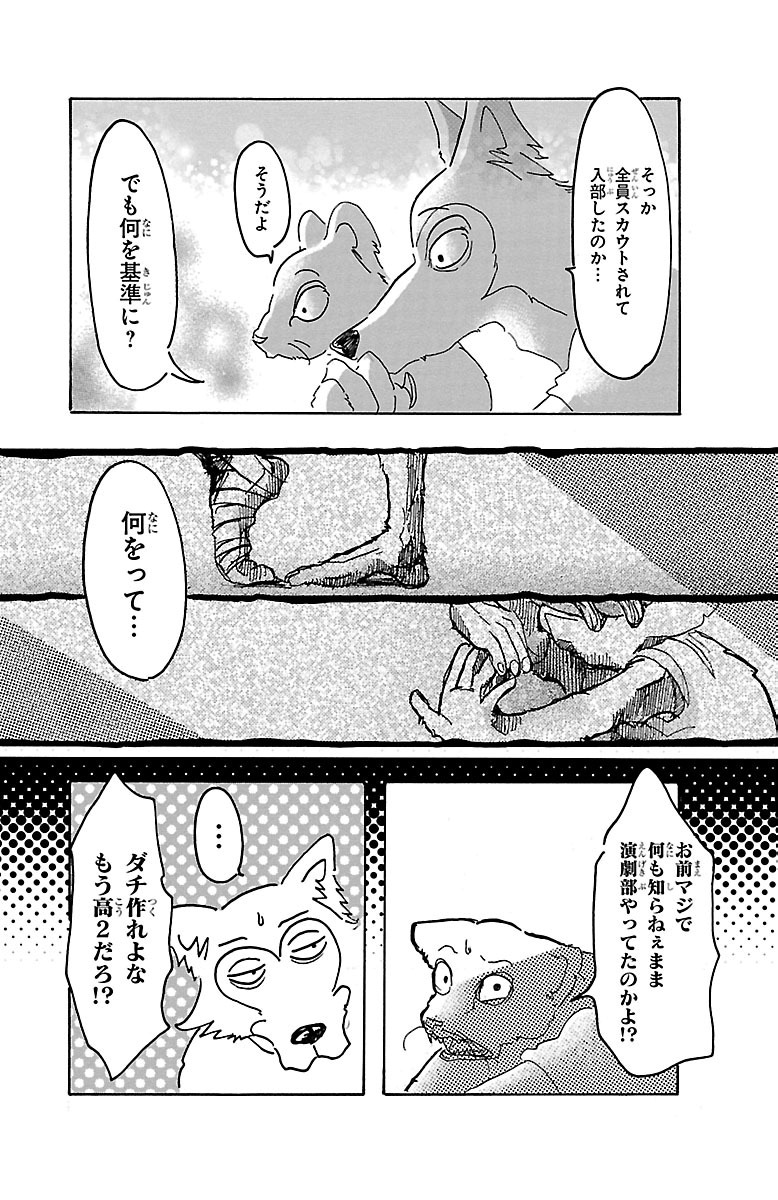 そっか
全員スカウトされて
入部したのか…
そうだよ
でも何を基準に?
何をって…
お前マジで
何も知らねぇまま
演劇部やってたのかよ!?
…
ダチ作れよな
もう高2だろ!?